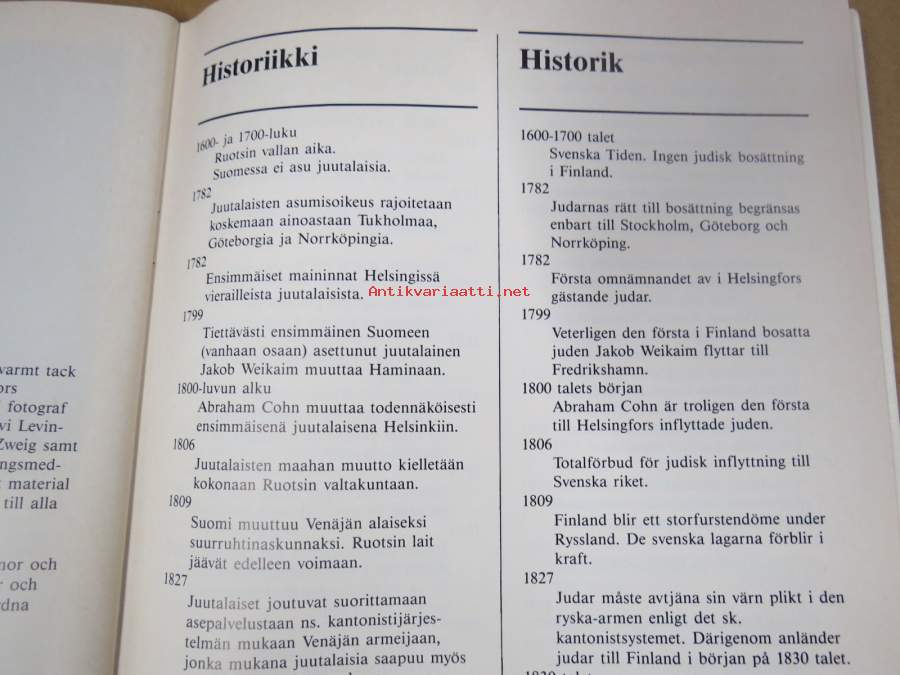 varmt tack
ors
fotograf
vi Levin-
Zweig samt
ngsmed-
material
till alla
nor och
r och
rdna
Historiikki
1600- ja 1700-luku
Ruotsin vallan aika.
Suomessa ei asu juutalaisia.
1782
Juutalaisten asumisoikeus rajoitetaan
koskemaan ainoastaan Tukholmaa,
Göteborgia ja Norrköpingia.
1782
Ensimmäiset maininnat Helsingissä
vierailleista juutalaisista.
1799
Tiettävästi ensimmäinen Suomeen
(vanhaan osaan) asettunut juutalainen
Jakob Weikaim muuttaa Haminaan.
1800-luvun alku
Abraham Cohn muuttaa todennäköisesti
ensimmäisenä juutalaisena Helsinkiin.
1806
Juutalaisten maahan muutto kielletään
kokonaan Ruotsin valtakuntaan.
1809
Suomi muuttuu Venäjän alaiseksi
suurruhtinaskunnaksi. Ruotsin lait
jäävät edelleen voimaan.
1827
Juutalaiset joutuvat suorittamaan
asepalvelustaan ns. kantonistijärjes-
telmän mukaan Venäjän armeijaan,
jonka mukana juutalaisia saapuu myös
Historik
1600-1700 talet
Svenska Tiden. Ingen judisk bosättning
i Finland.
1782
Judarnas rätt till bosättning begränsas
enbart till Stockholm, Göteborg och
Norrköping.
1782
Första omnämnandet av i Helsingfors
gästande judar.
1799
Veterligen den första i Finland bosatta
juden Jakob Weikaim flyttar till
Fredrikshamn.
1800 talets början
Abraham Cohn är troligen den första
till Helsingfors inflyttade juden.
1806
Totalförbud för judisk inflyttning till
Svenska riket.
1809
Finland blir ett storfurstendöme under
Ryssland. De svenska lagarna förblir i
kraft.
1827
Judar måste avtjäna sin värn plikt i den
ryska-armen enligt det sk.
kantonistsystemet. Därigenom anländer
judar till Finland i början på 1830 talet.
Antikvariaatti.net